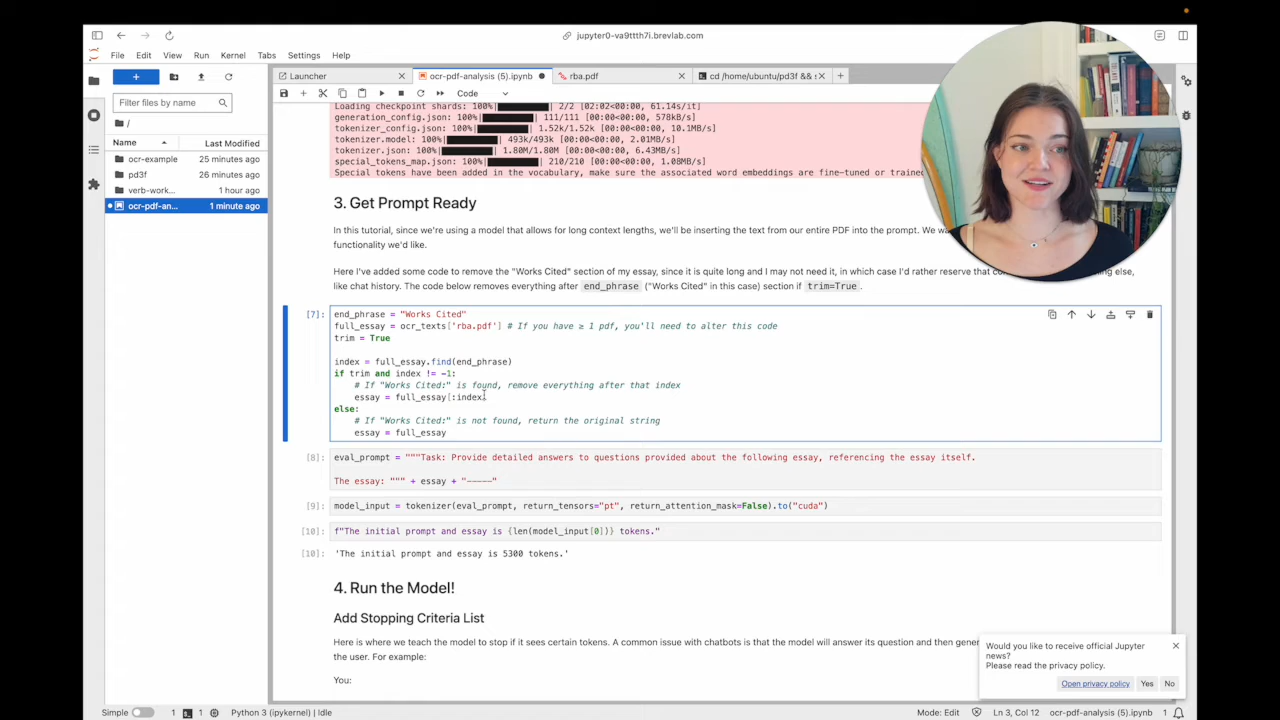 jupyter0-va9ttth7i.brevlab.com
File Edit View Run Kernel Tabs Settings Help
Launcher
ocr-pdf-analysis (5).ipynb
rba.pdf
cd /home/ubuntu/pd3f && :
Filter files by name
Code
/
Name Last Modified
ocr-example 25 minutes ago
pd3f 26 minutes ago
verb-work... 1 hour ago
ocr-pdf-an... 1 minute ago
Loading checkpoint shards: 100% 2/2 [02:02<00:00, 61.14s/it]
generation_config.json: 100% 111/111 [00:00<00:00, 578kB/s]
tokenizer_config.json: 100% 1.52k/1.52k [00:00<00:00, 10.1MB/s]
tokenizer.model: 100% 493k/493k [00:00<00:00, 2.01MB/s]
tokenizer.json: 100% 1.80M/1.80M [00:00<00:00, 6.43MB/s]
special_tokens_map.json: 100% 210/210 [00:00<00:00, 1.08MB/s]
Special tokens have been added in the vocabulary, make sure the associated word embeddings are fine-tuned or traine
3. Get Prompt Ready
In this tutorial, since we're using a model that allows for long context lengths, we'll be inserting the text from our entire PDF into the prompt. We
functionality we'd like.
Here I've added some code to remove the "Works Cited" section of my essay, since it is quite long and I may not need it, in which case I'd rather reserve that
like chat history. The code below removes everything after end_phrase ("Works Cited" in this case) section if trim=True .
[7]: end_phrase = "Works Cited"
full_essay = ocr_texts['rba.pdf'] # If you have ≥ 1 pdf, you'll need to alter this code
trim = True
index = full_essay.find(end_phrase)
if trim and index != -1:
# If "Works Cited:" is found, remove everything after that index
essay = full_essay[:index]
else:
# If "Works Cited:" is not found, return the original string
essay = full_essay
[8]: eval_prompt = """Task: Provide detailed answers to questions provided about the following essay, referencing the essay itself.
The essay: """ + essay + "-----"
[9]: model_input = tokenizer(eval_prompt, return_tensors="pt", return_attention_mask=False).to("cuda")
[10]: f"The initial prompt and essay is {len(model_input[0])} tokens."
[10]: 'The initial prompt and essay is 5300 tokens.'
4. Run the Model!
Add Stopping Criteria List
Here is where we teach the model to stop if it sees certain tokens. A common issue with chatbots is that the model will answer its question and then gener
the user. For example:
You:
Would you like to receive official Jupyter
news?
Please read the privacy policy.
Open privacy policy Yes No
Simple 1 Python 3 (ipykernel) | Idle Mode: Edit Ln 3, Col 12 ocr-pdf-analysis (5).ipynb 1